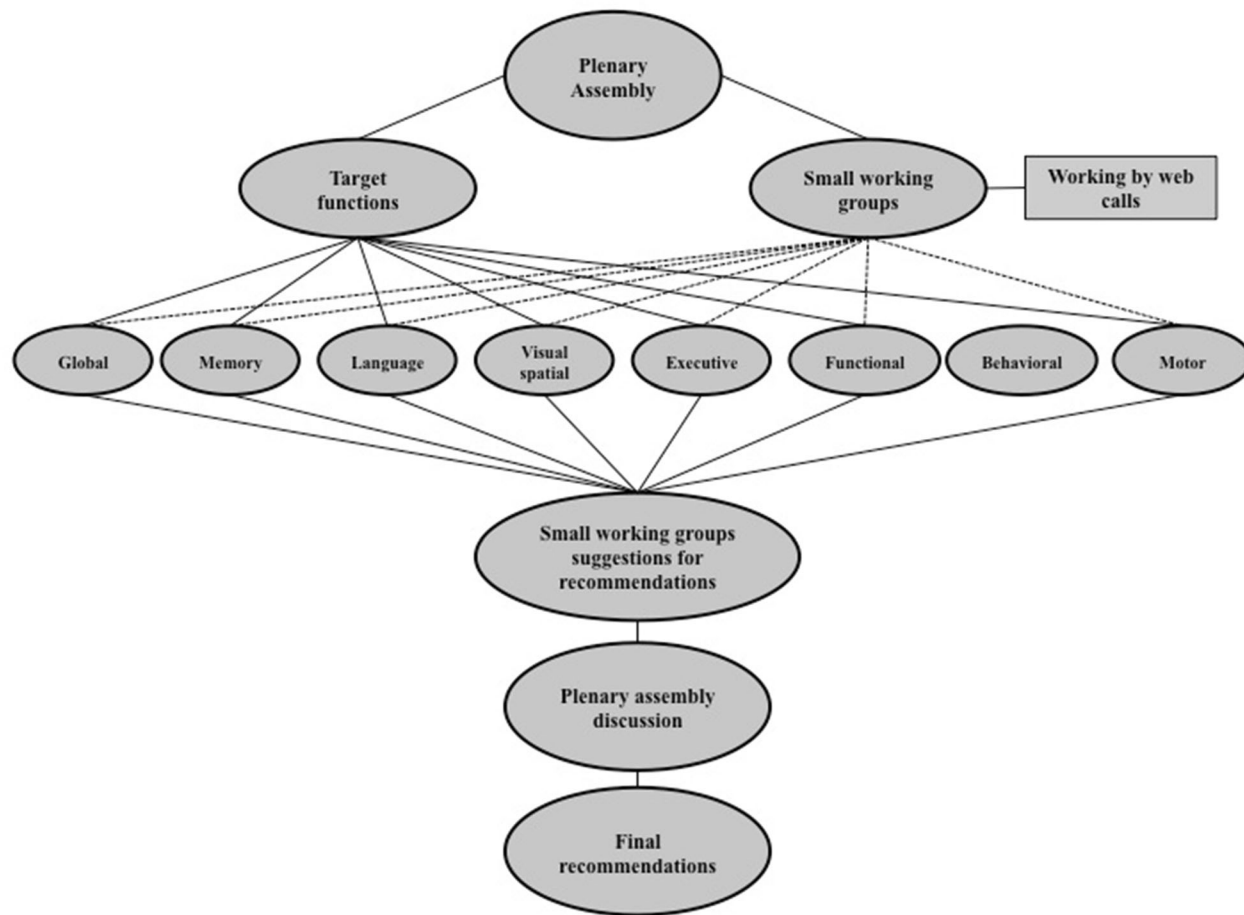 Plenary
Assembly
Target
functions
Small working
groups
Working by web
calls
Global
Memory
Language
Visual
spatial
Executive
Functional
Behavioral
Motor
Small working groups
suggestions for
recommendations
Plenary assembly
discussion
Final
recommendations